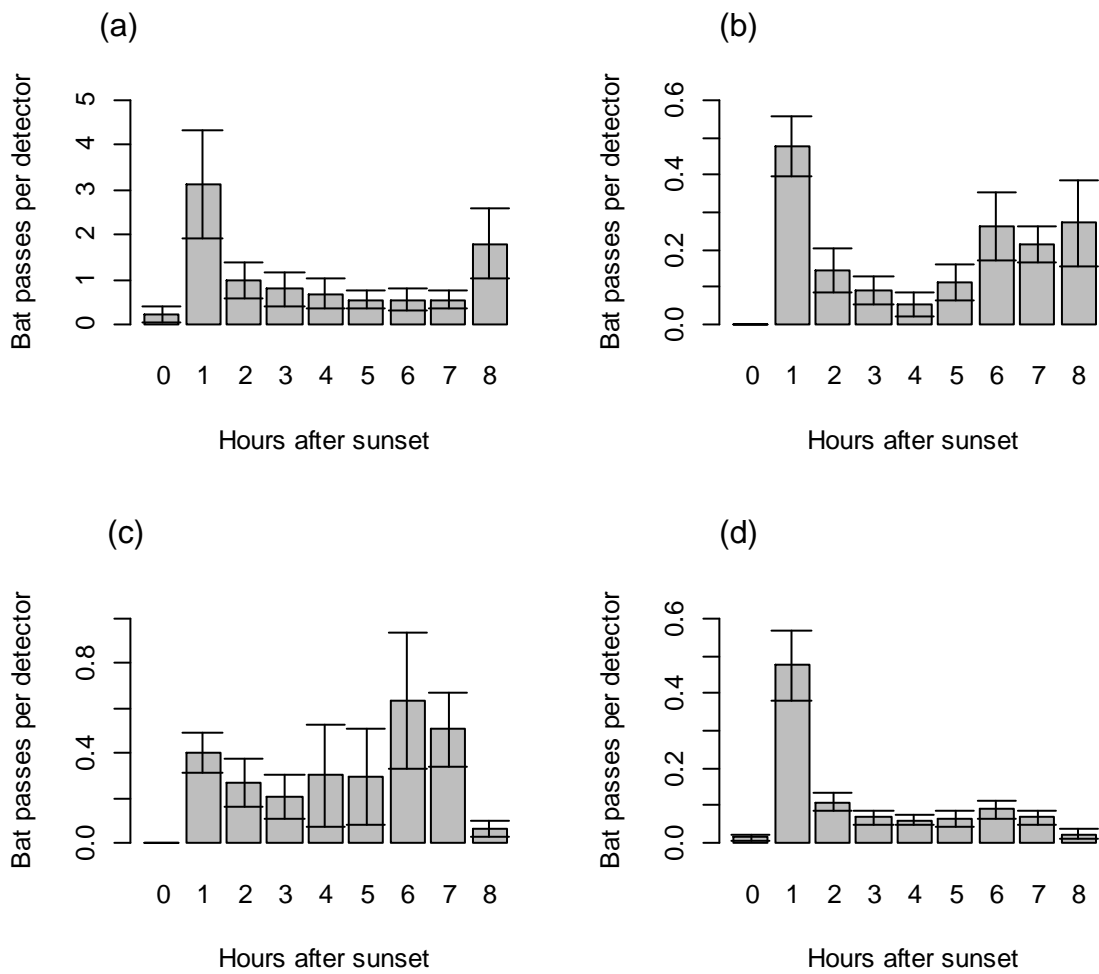 (a)
Bat passes per detector
5
4
3
2
1
0
0 1 2 3 4 5 6 7 8
Hours after sunset
(b)
Bat passes per detector
0.6
0.4
0.2
0.0
0 1 2 3 4 5 6 7 8
Hours after sunset
(c)
Bat passes per detector
0.8
0.4
0.0
0 1 2 3 4 5 6 7 8
Hours after sunset
(d)
Bat passes per detector
0.6
0.4
0.2
0.0
0 1 2 3 4 5 6 7 8
Hours after sunset